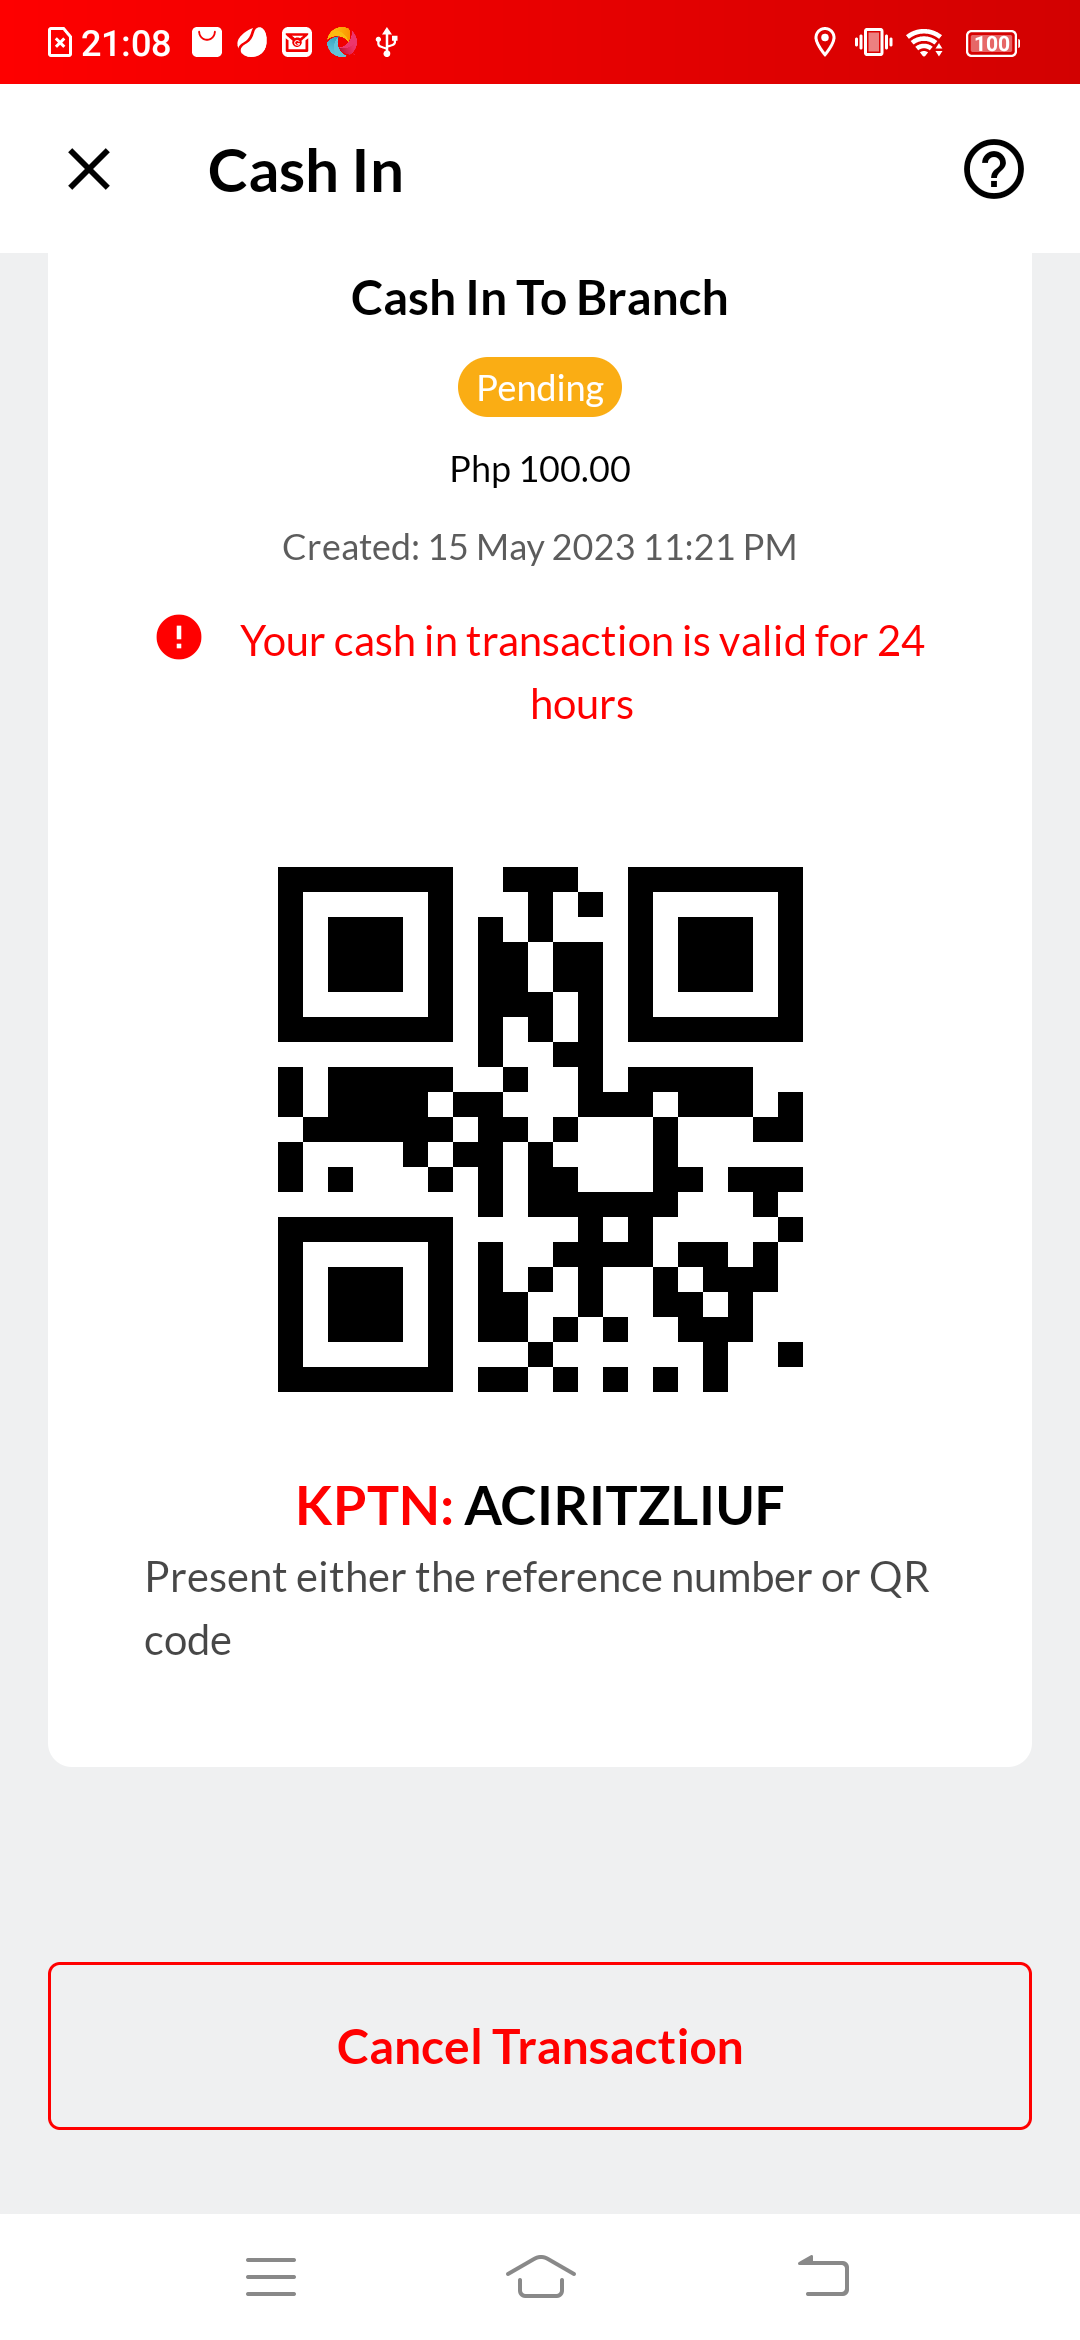 21:08
100
Cash In
Cash In To Branch
Pending
Php 100.00
Created: 15 May 2023 11:21 PM
Your cash in transaction is valid for 24
hours
KPTN: ACIRITZLIUF
Present either the reference number or QR
code
Cancel Transaction